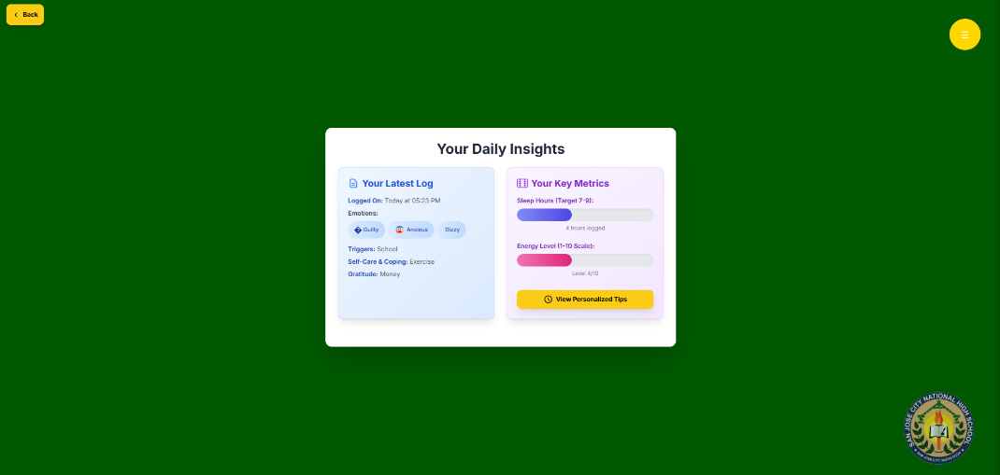 Back
Your Daily Insights
Your Latest Log
Logged On: Today at 05:23 PM
Emotions:
� Guilty
Anxious
Dizzy
Triggers: School
Self-Care & Coping: Exercise
Gratitude: Money
Your Key Metrics
Sleep Hours (Target 7-9):
4 hours logged
Energy Level (1-10 Scale):
Level 4/10
View Personalized Tips
SAN JOSE CITY NATIONAL HIGH SCHOOL